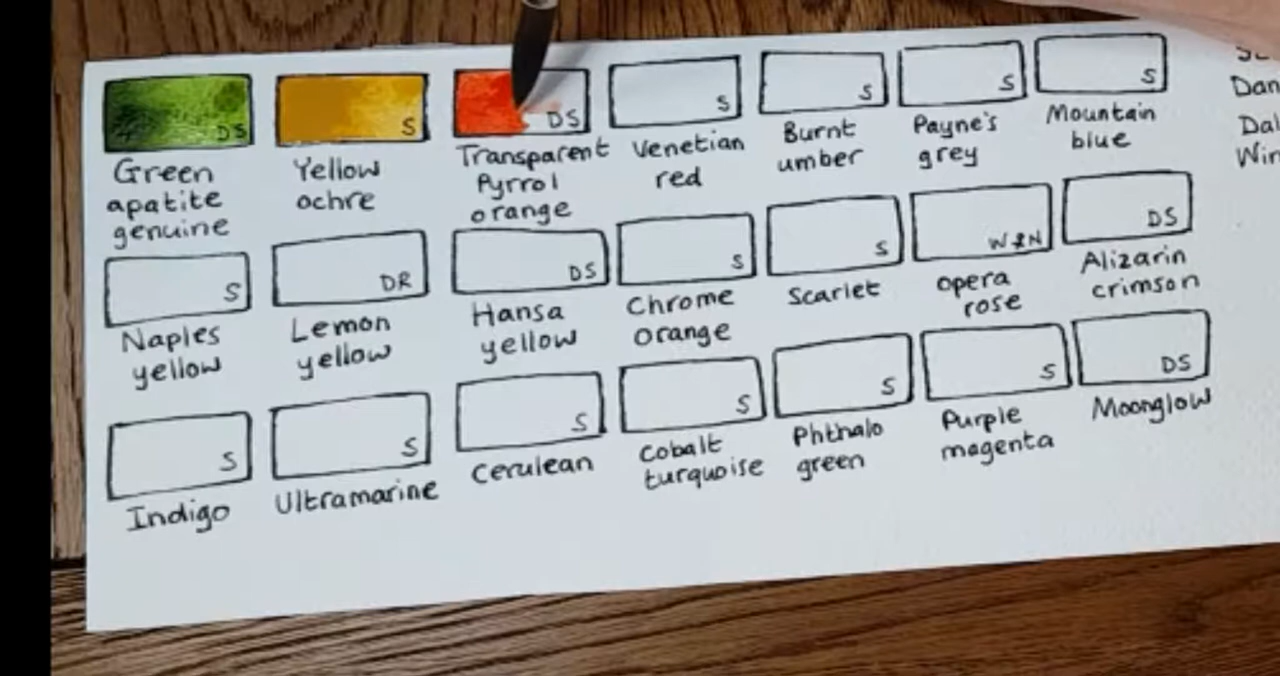 DS S DS S S S S
Green Yellow Transparent Venetian Burnt Payne's Mountain
apatite ochre Pyrrol red umber grey blue
genuine orange
S DR DS S S W&N DS
Naples Lemon Hansa Chrome Scarlet opera Alizarin
yellow yellow yellow orange rose crimson
S S S S S S DS
Indigo Ultramarine Cerulean Cobalt Phthalo Purple Moonglow
turquoise green magenta
Dan
Dal
Win